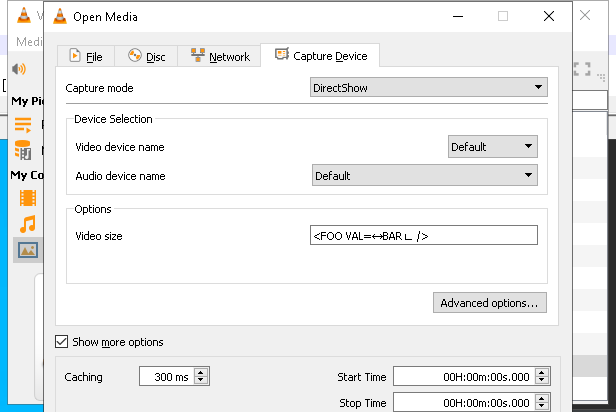 V
Open Media
Medi
File
Disc
Network
Capture Device
Capture mode
DirectShow
My Pi
Device Selection
Video device name
Default
Audio device name
Default
My Co
Options
Video size
<FOO VAL=↔BAR∟ />
Advanced options...
Show more options
Caching
300 ms
Start Time
00H:00m:00s.000
Stop Time
00H:00m:00s.000